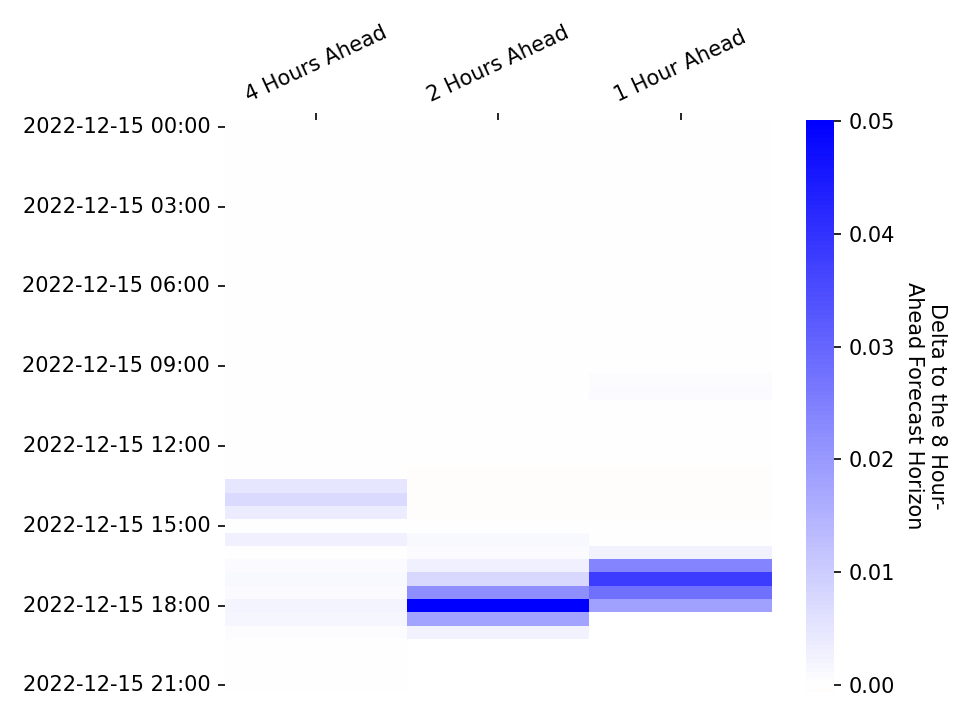 4 Hours Ahead
2 Hours Ahead
1 Hour Ahead
2022-12-15 00:00
2022-12-15 03:00
2022-12-15 06:00
2022-12-15 09:00
2022-12-15 12:00
2022-12-15 15:00
2022-12-15 18:00
2022-12-15 21:00
0.05
0.04
0.03
0.02
0.01
0.00
Delta to the 8 Hour-
Ahead Forecast Horizon